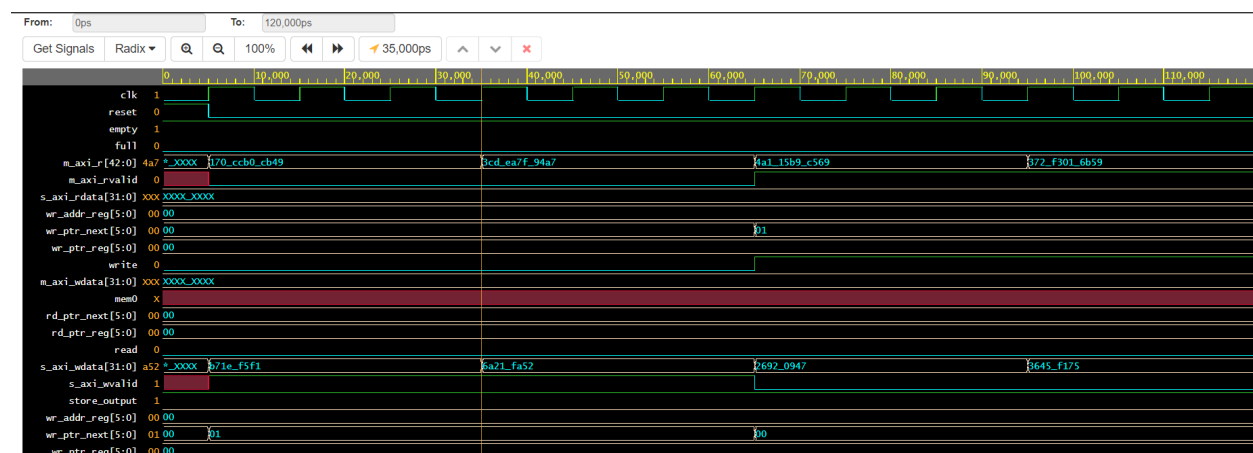 From: 0ps To: 120,000ps
Get Signals Radix 100% 35,000ps
0 10,000 20,000 30,000 40,000 50,000 60,000 70,000 80,000 90,000 100,000 110,000
clk 1
reset 0
empty 1
full 0
m_axi_r[42:0] 4a7 *_XXXX 170_ccb0_cb49 3cd_ea7f_94a7 4a1_15b9_c569 372_f301_6b59
m_axi_rvalid 0
s_axi_rdata[31:0] XXX XXXX_XXXX
wr_addr_reg[5:0] 00 00
wr_ptr_next[5:0] 00 00 01
wr_ptr_reg[5:0] 00 00
write 0
m_axi_wdata[31:0] XXX XXXX_XXXX
mem0 x
rd_ptr_next[5:0] 00 00
rd_ptr_reg[5:0] 00 00
read 0
s_axi_wdata[31:0] a52 *_XXXX b71e_f5f1 6a21_fa52 2692_0947 3645_f175
s_axi_wvalid 1
store_output 1
wr_addr_reg[5:0] 00 00
wr_ptr_next[5:0] 01 00 01 00
wr_ptr_reg[5:0] 00 00